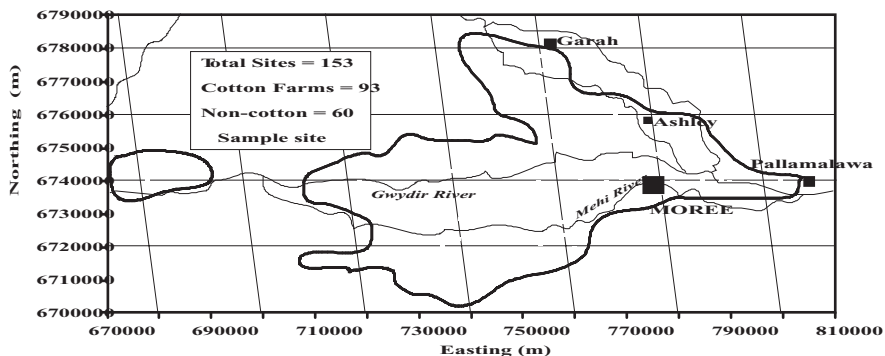 6790000
6780000
6770000
6760000
6750000
6740000
6730000
6720000
6710000
6700000
Northing (m)
Total Sites = 153
Cotton Farms = 93
Non-cotton = 60
Sample site
Garah
Ashley
Pallamalawa
Gwydir River
Mehi River
MOREE
670000 690000 710000 730000 750000 770000 790000 810000
Easting (m)